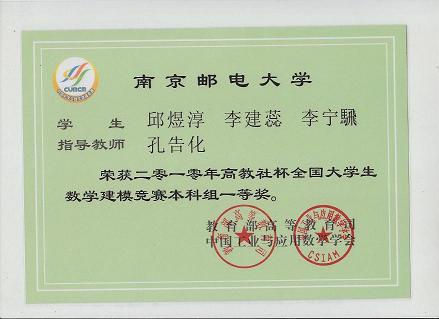 CUMCM
南京邮电大学
学 生 邱煜淳 李建蕊 李宁飚
指导教师 孔告化
荣获二○一○年高教社杯全国大学生
数学建模竞赛本科组一等奖。
教育部高等教育司
中国工业与应用数学学会
CSIAM